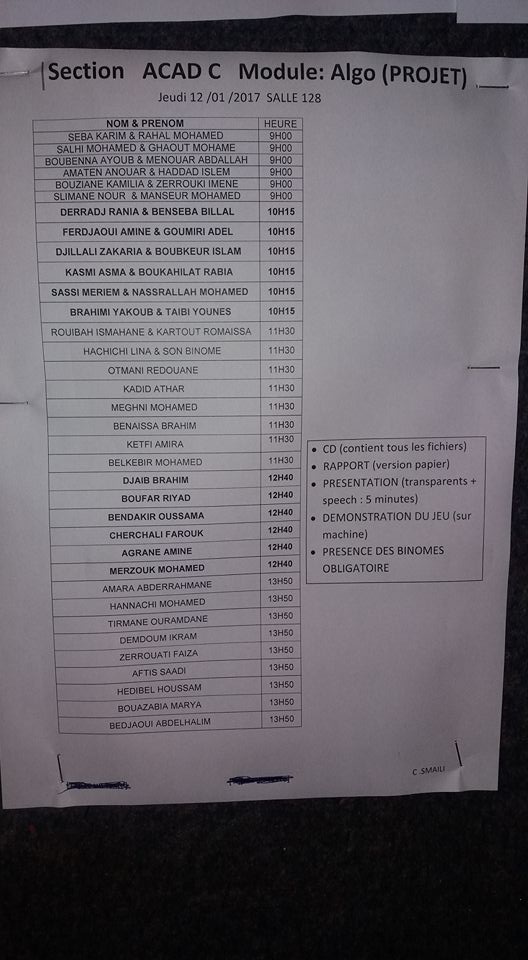 Section ACAD C Module: Algo (PROJET)
Jeudi 12 /01 /2017 SALLE 128
NOM & PRENOM HEURE
SEBA KARIM & RAHAL MOHAMED 9H00
SALHI MOHAMED & GHAOUT MOHAME 9H00
BOUBENNA AYOUB & MENOUAR ABDALLAH 9H00
AMATEN ANOUAR & HADDAD ISLEM 9H00
BOUZIANE KAMILIA & ZERROUKI IMENE 9H00
SLIMANE NOUR & MANSEUR MOHAMED 9H00
DERRADJ RANIA & BENSEBA BILLAL 10H15
FERDJAOUI AMINE & GOUMIRI ADEL 10H15
DJILLALI ZAKARIA & BOUBKEUR ISLAM 10H15
KASMI ASMA & BOUKAHILAT RABIA 10H15
SASSI MERIEM & NASSRALLAH MOHAMED 10H15
BRAHIMI YAKOUB & TAIBI YOUNES 10H15
ROUIBAH ISMAHANE & KARTOUT ROMAISSA 11H30
HACHICHI LINA & SON BINOME 11H30
OTMANI REDOUANE 11H30
KADID ATHAR 11H30
MEGHNI MOHAMED 11H30
BENAISSA BRAHIM 11H30
KETFI AMIRA 11H30
BELKEBIR MOHAMED 11H30
DJAIB BRAHIM 12H40
BOUFAR RIYAD 12H40
BENDAKIR OUSSAMA 12H40
CHERCHALI FAROUK 12H40
AGRANE AMINE 12H40
MERZOUK MOHAMED 12H40
AMARA ABDERRAHMANE 13H50
HANNACHI MOHAMED 13H50
TIRMANE OURAMDANE 13H50
DEMDOUM IKRAM 13H50
ZERROUATI FAIZA 13H50
AFTIS SAADI 13H50
HEDIBEL HOUSSAM 13H50
BOUAZABIA MARYA 13H50
BEDJAOUI ABDELHALIM 13H50
• CD (contient tous les fichiers)
• RAPPORT (version papier)
• PRESENTATION (transparents +
speech : 5 minutes)
• DEMONSTRATION DU JEU (sur
machine)
• PRESENCE DES BINOMES
OBLIGATOIRE
C .SMAILI